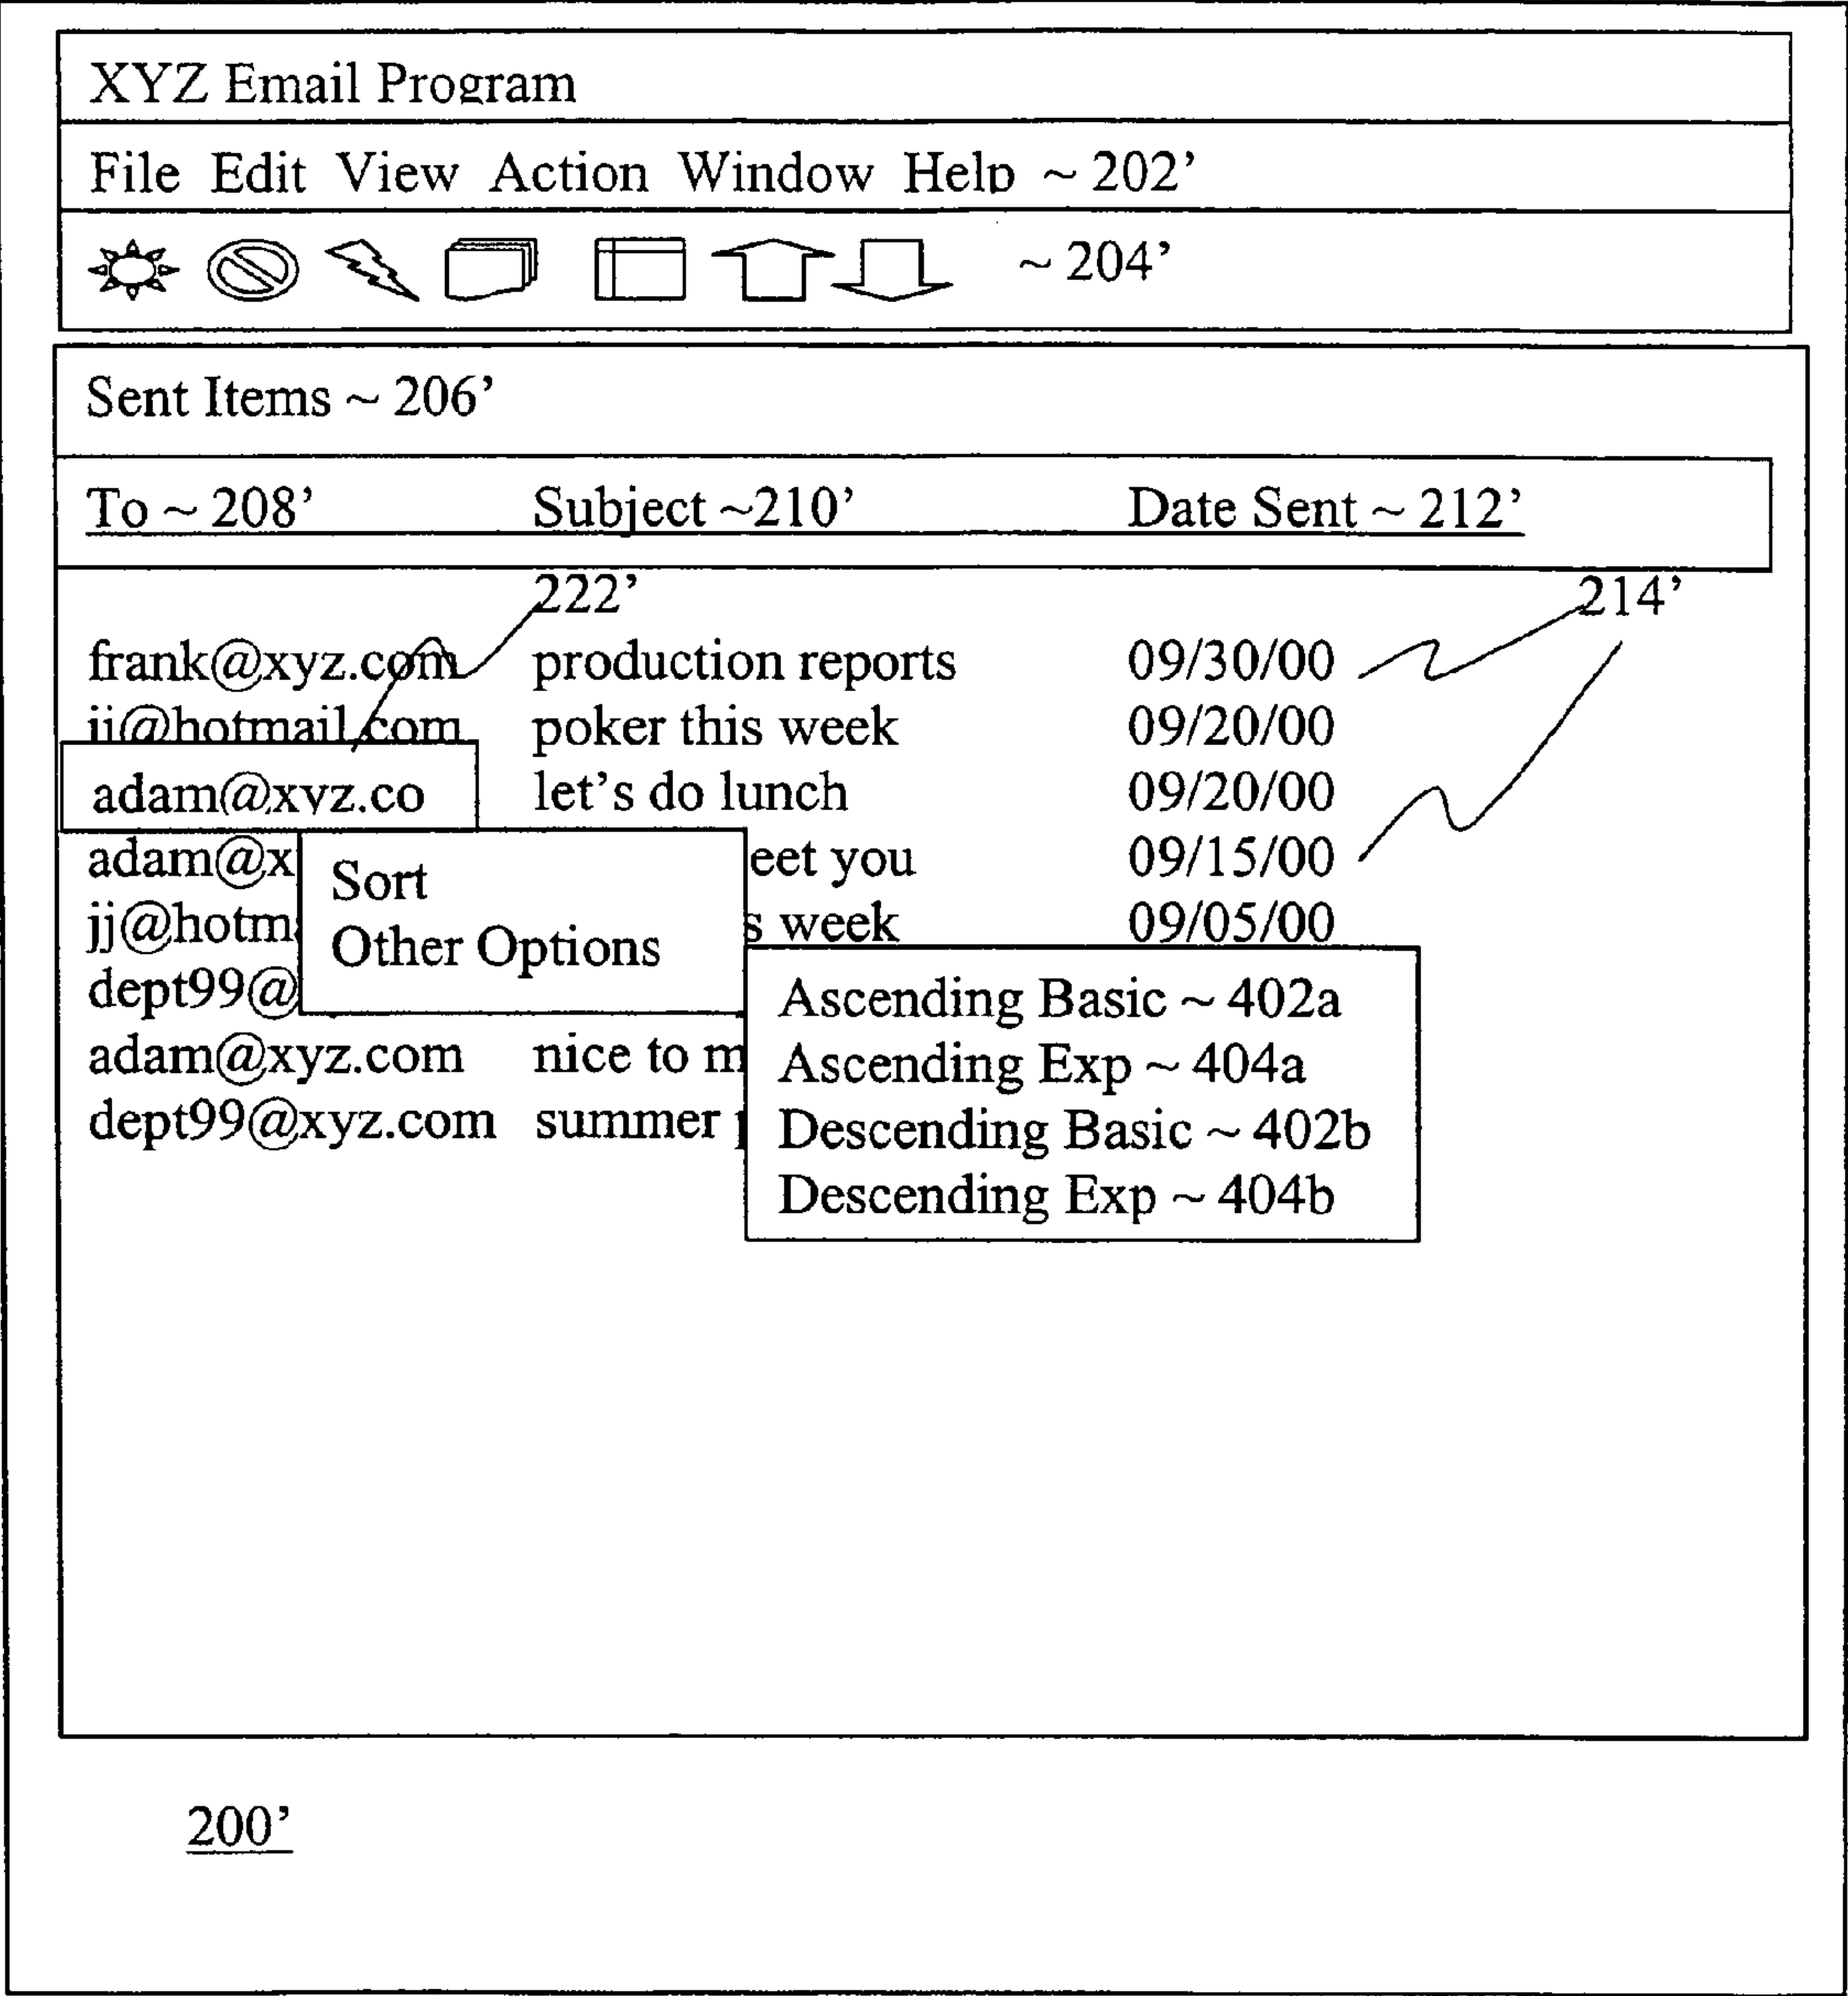 XYZ Email Program
File Edit View Action Window Help ~ 202’
~ 204’
Sent Items ~ 206’
To ~ 208’ Subject ~210’ Date Sent ~ 212’
222’ 214’
frank@xyz.com production reports 09/30/00
jj@hotmail.com poker this week 09/20/00
adam@xyz.co let’s do lunch 09/20/00
adam@x eet you 09/15/00
Sort
jj@hotm s week 09/05/00
Other Options
dept99@
Ascending Basic ~ 402a
adam@xyz.com nice to m
Ascending Exp ~ 404a
dept99@xyz.com summer
Descending Basic ~ 402b
Descending Exp ~ 404b
200’